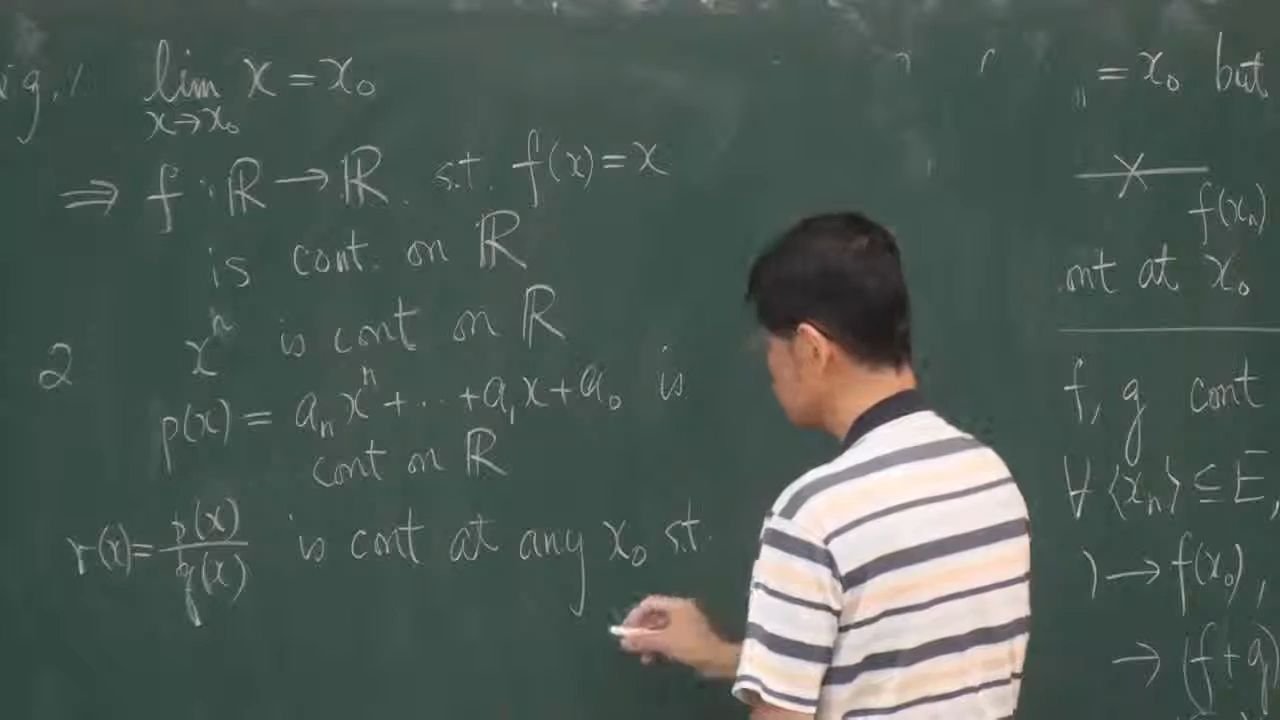 lim x = x₀
x→x₀
⇒ f : ℝ → ℝ s.t. f(x) = x
is cont. on ℝ
2 xⁿ is cont on ℝ
p(x) = aₙxⁿ + ... + a₁x + a₀ is
cont on ℝ
r(x) = p(x)/q(x) is cont at any x₀ s.t.
= x₀ but
f(xₙ)
at x₀
f, g cont
∀ ⟨xₙ⟩ ⊆ E,
) → f(x₀),
→ (f+g)